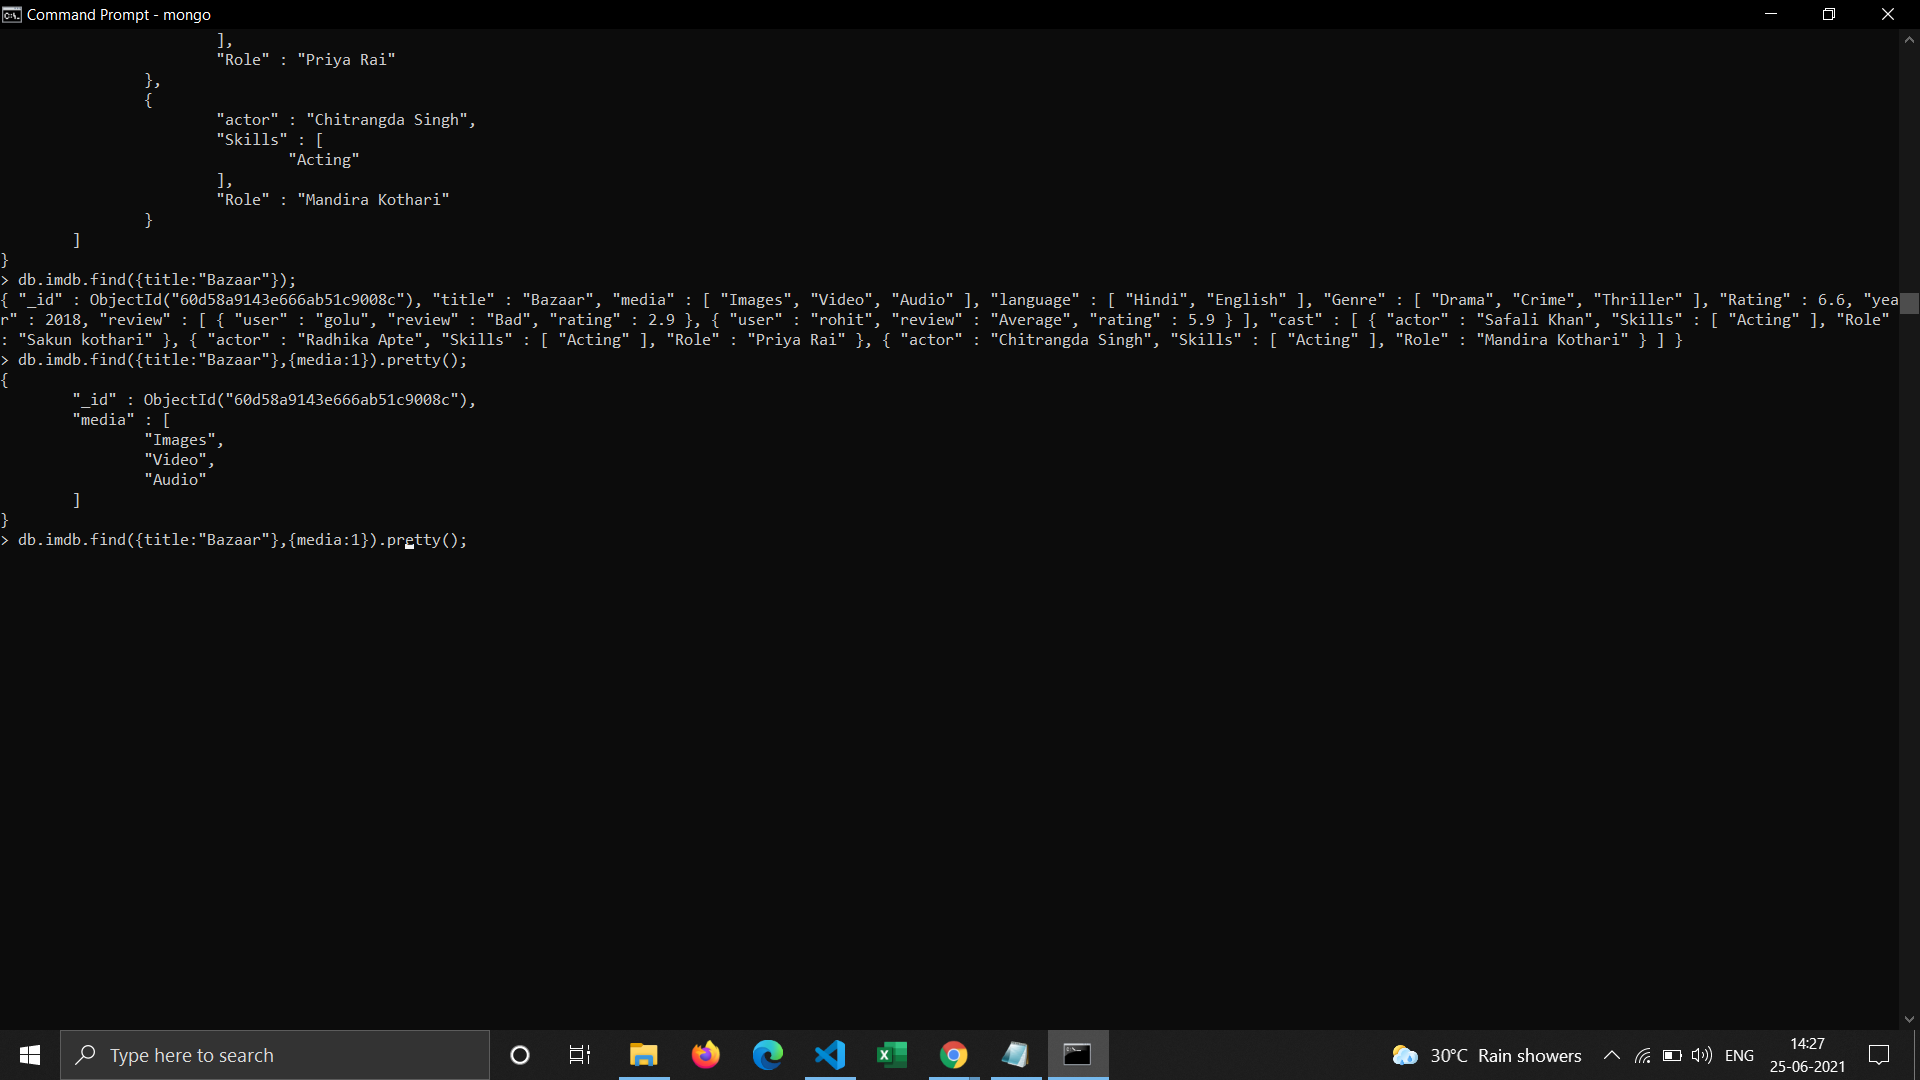 Command Prompt - mongo
],
"Role" : "Priya Rai"
},
{
"actor" : "Chitrangda Singh",
"Skills" : [
"Acting"
],
"Role" : "Mandira Kothari"
}
]
}
> db.imdb.find({title:"Bazaar"});
{ "_id" : ObjectId("60d58a9143e666ab51c9008c"), "title" : "Bazaar", "media" : [ "Images", "Video", "Audio" ], "language" : [ "Hindi", "English" ], "Genre" : [ "Drama", "Crime", "Thriller" ], "Rating" : 6.6, "yea
r" : 2018, "review" : [ { "user" : "golu", "review" : "Bad", "rating" : 2.9 }, { "user" : "rohit", "review" : "Average", "rating" : 5.9 } ], "cast" : [ { "actor" : "Safali Khan", "Skills" : [ "Acting" ], "Role"
: "Sakun kothari" }, { "actor" : "Radhika Apte", "Skills" : [ "Acting" ], "Role" : "Priya Rai" }, { "actor" : "Chitrangda Singh", "Skills" : [ "Acting" ], "Role" : "Mandira Kothari" } ] }
> db.imdb.find({title:"Bazaar"},{media:1}).pretty();
{
"_id" : ObjectId("60d58a9143e666ab51c9008c"),
"media" : [
"Images",
"Video",
"Audio"
]
}
> db.imdb.find({title:"Bazaar"},{media:1}).pretty();
Type here to search
30°C Rain showers
ENG
14:27
25-06-2021